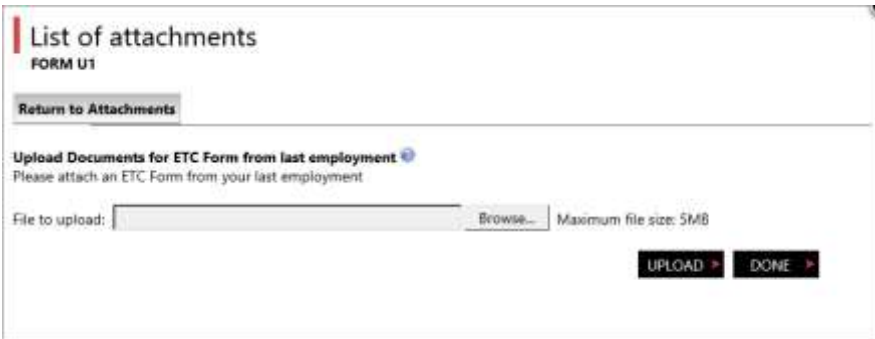 List of attachments
FORM U1
Return to Attachments
Upload Documents for ETC Form from last employment
Please attach an ETC Form from your last employment
File to upload: Browse... Maximum file size: 5MB
UPLOAD DONE